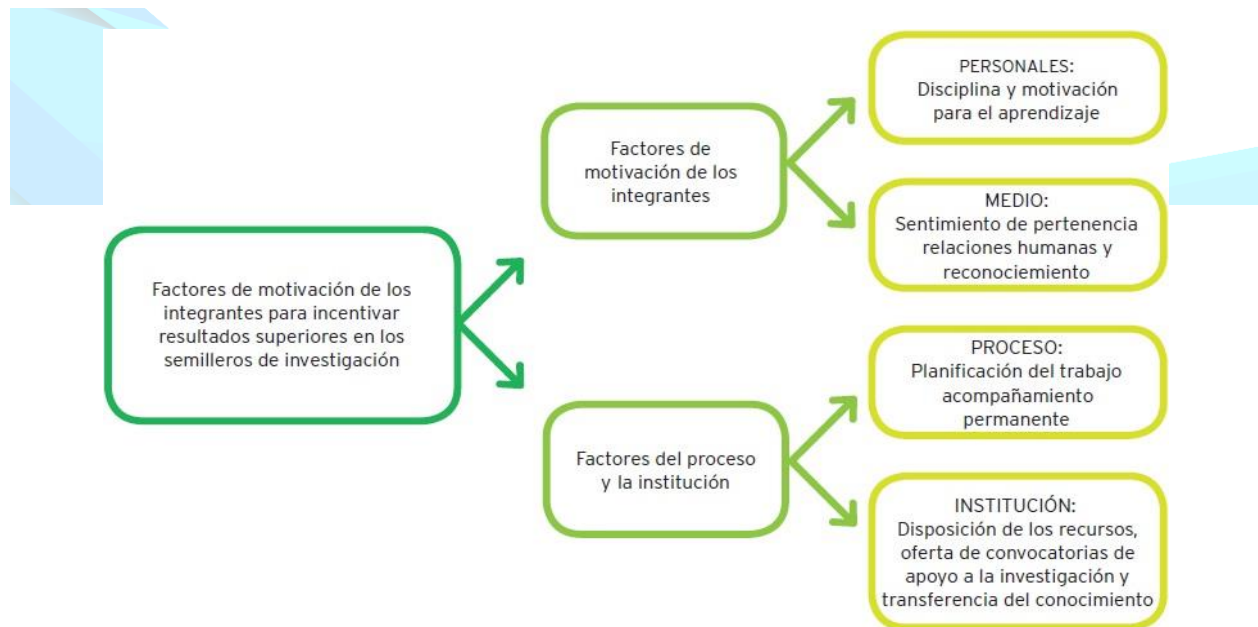 Factores de motivación de los
integrantes para incentivar
resultados superiores en los
semilleros de investigación
Factores de
motivación de los
integrantes
PERSONALES:
Disciplina y motivación
para el aprendizaje
MEDIO:
Sentimiento de pertenencia
relaciones humanas y
reconociemiento
Factores del proceso
y la institución
PROCESO:
Planificación del trabajo
acompañamiento
permanente
INSTITUCIÓN:
Disposición de los recursos,
oferta de convocatorias de
apoyo a la investigación y
transferencia del conocimiento